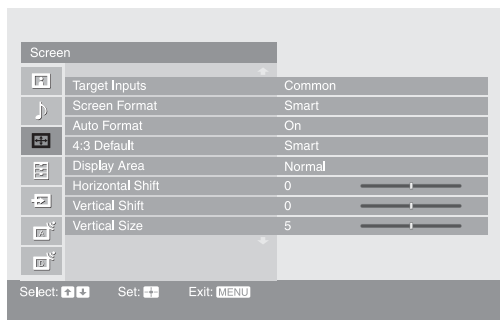 Screen
Target Inputs Common
Screen Format Smart
Auto Format On
4:3 Default Smart
Display Area Normal
Horizontal Shift 0
Vertical Shift 0
Vertical Size 5
Select: Set: Exit: MENU